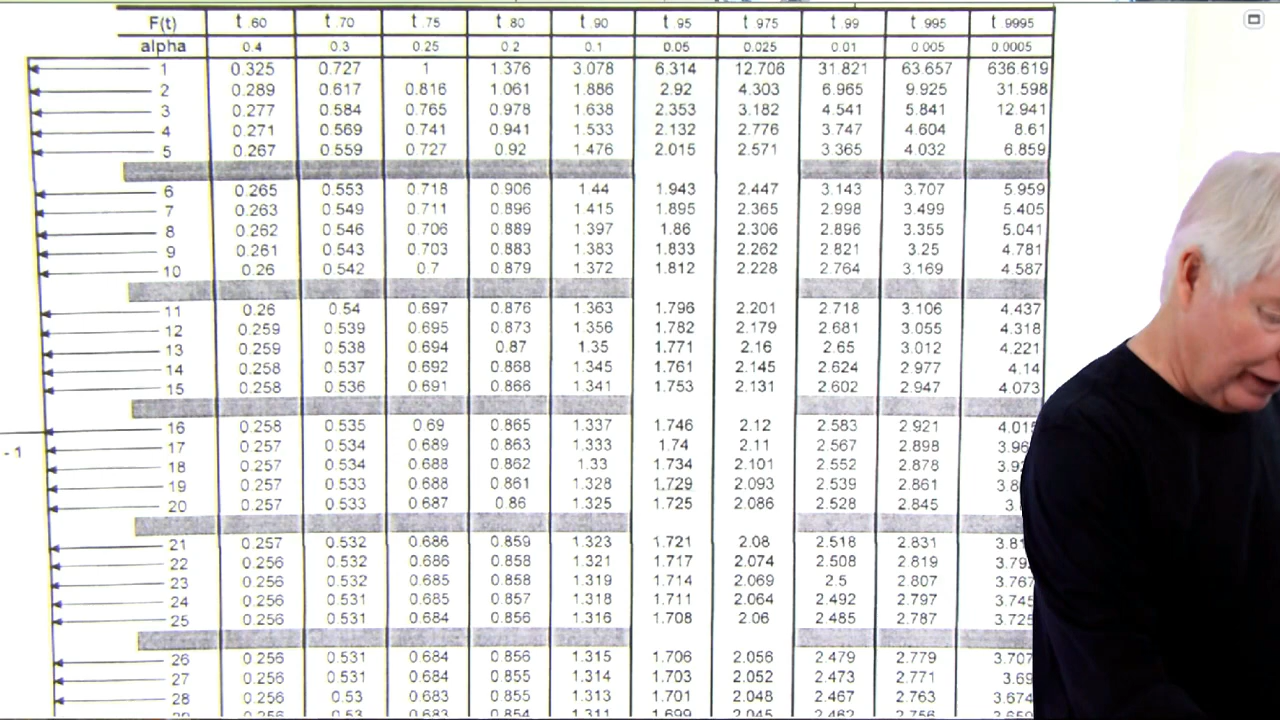 F(t) t .60 t .70 t .75 t 80 t .90 t .95 t 975 t .99 t 995 t 9995
alpha 0.4 0.3 0.25 0.2 0.1 0.05 0.025 0.01 0.005 0.0005
1 0.325 0.727 1 1.376 3.078 6.314 12.706 31.821 63.657 636.619
2 0.289 0.617 0.816 1.061 1.886 2.92 4.303 6.965 9.925 31.598
3 0.277 0.584 0.765 0.978 1.638 2.353 3.182 4.541 5.841 12.941
4 0.271 0.569 0.741 0.941 1.533 2.132 2.776 3.747 4.604 8.61
5 0.267 0.559 0.727 0.92 1.476 2.015 2.571 3.365 4.032 6.859
6 0.265 0.553 0.718 0.906 1.44 1.943 2.447 3.143 3.707 5.959
7 0.263 0.549 0.711 0.896 1.415 1.895 2.365 2.998 3.499 5.405
8 0.262 0.546 0.706 0.889 1.397 1.86 2.306 2.896 3.355 5.041
9 0.261 0.543 0.703 0.883 1.383 1.833 2.262 2.821 3.25 4.781
10 0.26 0.542 0.7 0.879 1.372 1.812 2.228 2.764 3.169 4.587
11 0.26 0.54 0.697 0.876 1.363 1.796 2.201 2.718 3.106 4.437
12 0.259 0.539 0.695 0.873 1.356 1.782 2.179 2.681 3.055 4.318
13 0.259 0.538 0.694 0.87 1.35 1.771 2.16 2.65 3.012 4.221
14 0.258 0.537 0.692 0.868 1.345 1.761 2.145 2.624 2.977 4.14
15 0.258 0.536 0.691 0.866 1.341 1.753 2.131 2.602 2.947 4.073
16 0.258 0.535 0.69 0.865 1.337 1.746 2.12 2.583 2.921 4.015
- 1 17 0.257 0.534 0.689 0.863 1.333 1.74 2.11 2.567 2.898 3.96
18 0.257 0.534 0.688 0.862 1.33 1.734 2.101 2.552 2.878
19 0.257 0.533 0.688 0.861 1.328 1.729 2.093 2.539 2.861
20 0.257 0.533 0.687 0.86 1.325 1.725 2.086 2.528 2.845
21 0.257 0.532 0.686 0.859 1.323 1.721 2.08 2.518 2.831
22 0.256 0.532 0.686 0.858 1.321 1.717 2.074 2.508 2.819 3.79
23 0.256 0.532 0.685 0.858 1.319 1.714 2.069 2.5 2.807 3.767
24 0.256 0.531 0.685 0.857 1.318 1.711 2.064 2.492 2.797 3.745
25 0.256 0.531 0.684 0.856 1.316 1.708 2.06 2.485 2.787 3.725
26 0.256 0.531 0.684 0.856 1.315 1.706 2.056 2.479 2.779 3.707
27 0.256 0.531 0.684 0.855 1.314 1.703 2.052 2.473 2.771 3.69
28 0.256 0.53 0.683 0.855 1.313 1.701 2.048 2.467 2.763 3.674